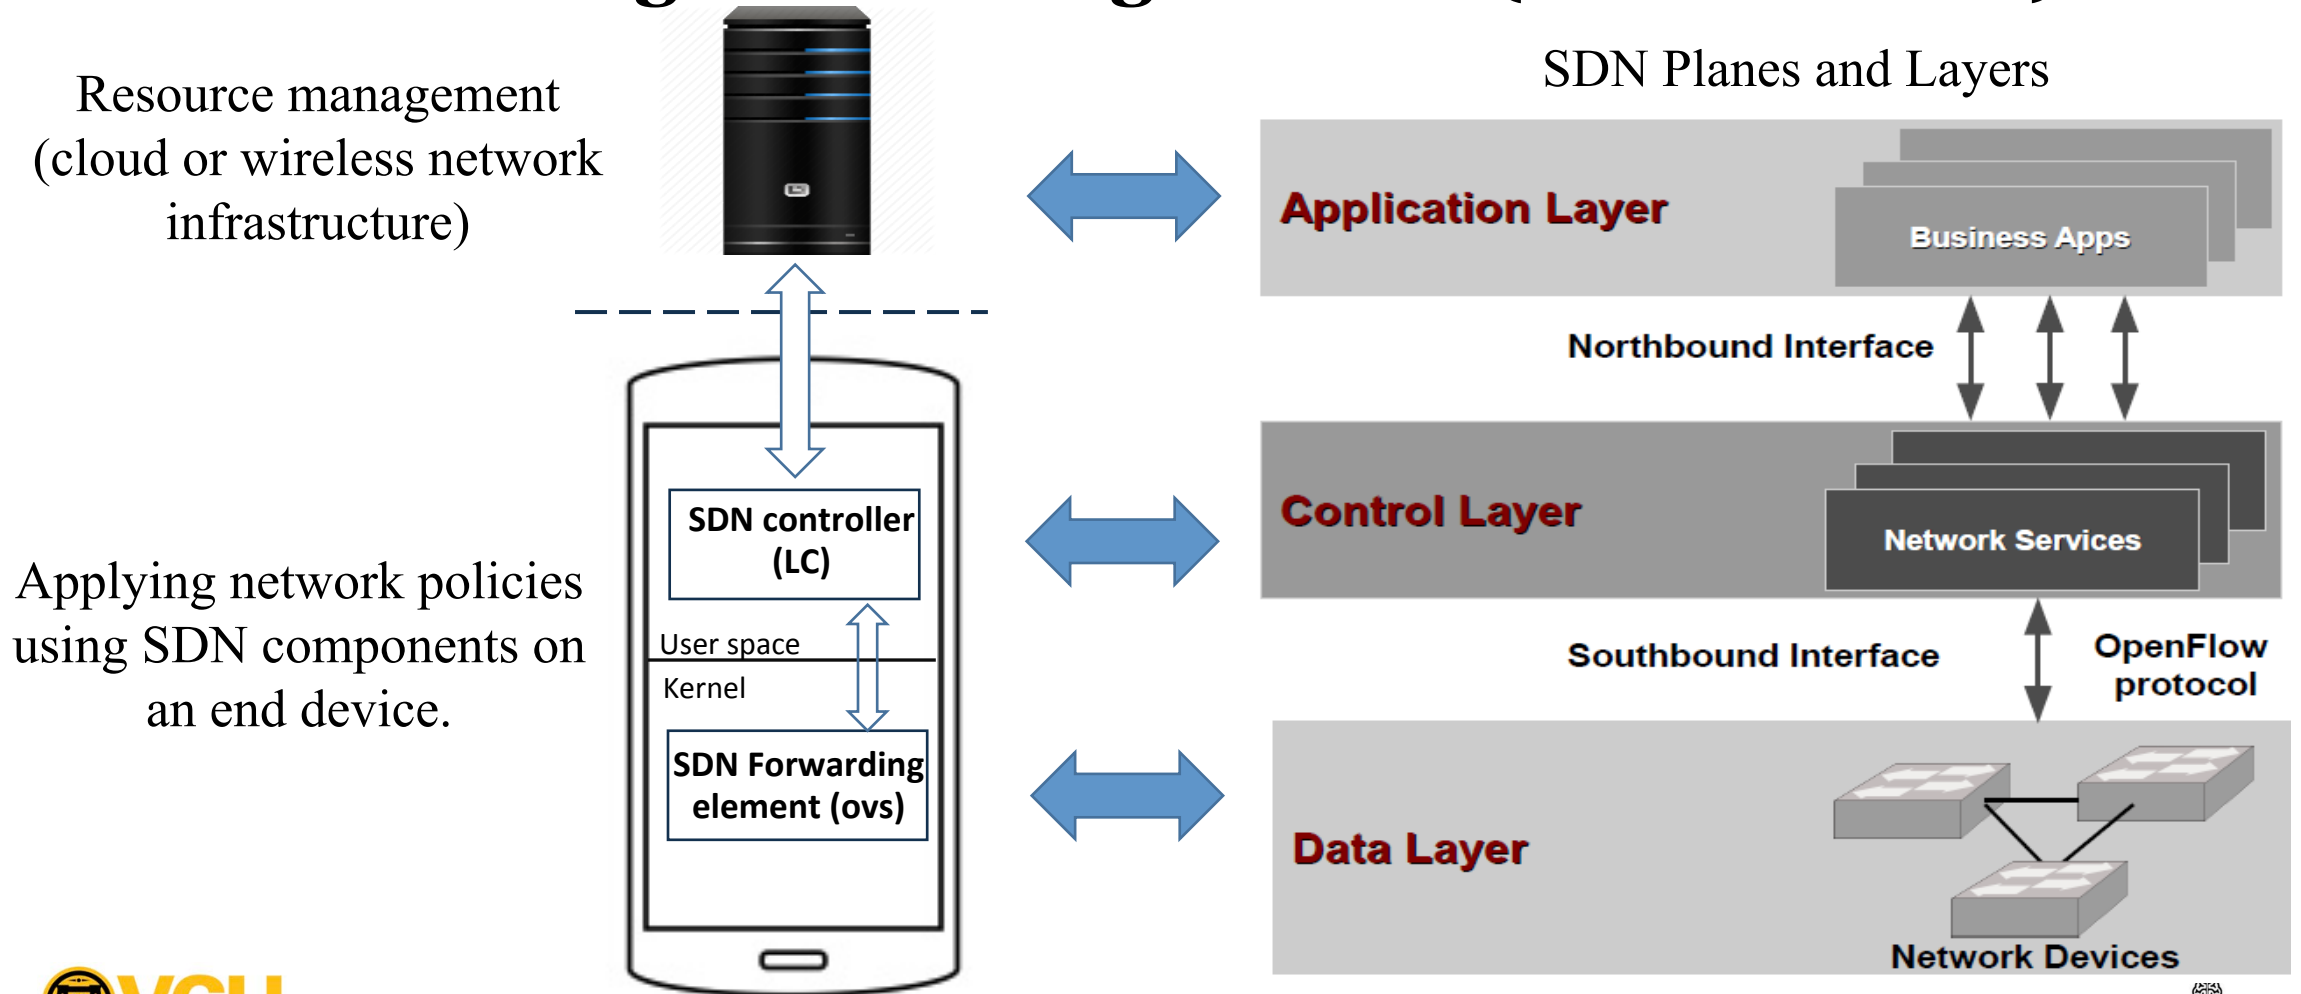 Resource management
(cloud or wireless network
infrastructure)
Applying network policies
using SDN components on
an end device.
SDN controller
(LC)
User space
Kernel
SDN Forwarding
element (ovs)
SDN Planes and Layers
Application Layer
Business Apps
Northbound Interface
Control Layer
Network Services
Southbound Interface
OpenFlow
protocol
Data Layer
Network Devices